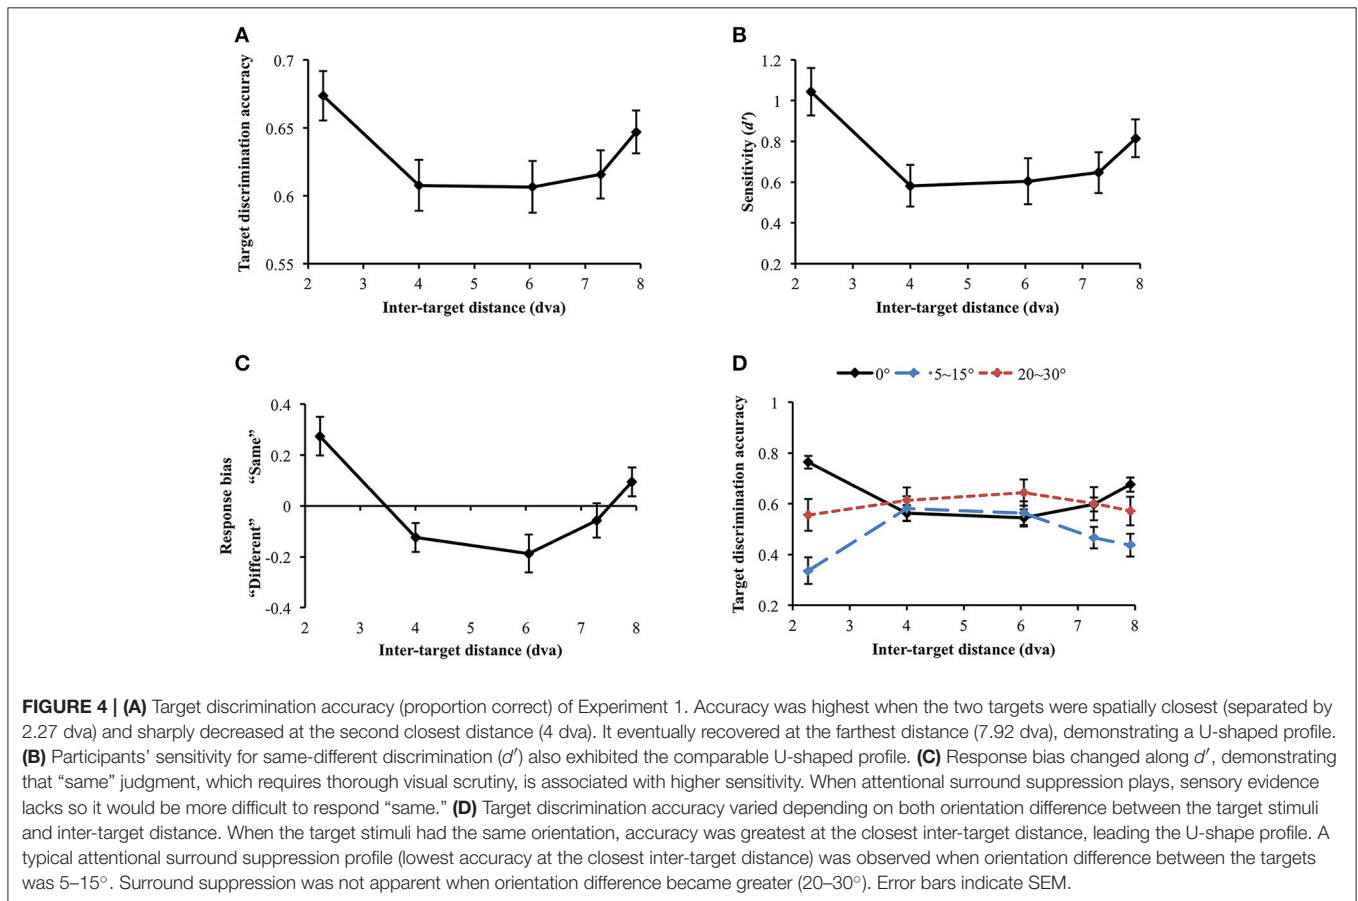 A
Target discrimination accuracy
0.7
0.65
0.6
0.55
2 3 4 5 6 7 8
Inter-target distance (dva)
B
Sensitivity (d′)
1.2
1
0.8
0.6
0.4
0.2
2 3 4 5 6 7 8
Inter-target distance (dva)
C
Response bias
“Different” “Same”
0.4
0.2
0
-0.2
-0.4
2 3 4 5 6 7 8
Inter-target distance (dva)
D
0° 5~15° 20~30°
Target discrimination accuracy
1
0.8
0.6
0.4
0.2
2 3 4 5 6 7 8
Inter-target distance (dva)
FIGURE 4 | (A) Target discrimination accuracy (proportion correct) of Experiment 1. Accuracy was highest when the two targets were spatially closest (separated by
2.27 dva) and sharply decreased at the second closest distance (4 dva). It eventually recovered at the farthest distance (7.92 dva), demonstrating a U-shaped profile.
(B) Participants’ sensitivity for same-different discrimination (d′) also exhibited the comparable U-shaped profile. (C) Response bias changed along d′, demonstrating
that “same” judgment, which requires thorough visual scrutiny, is associated with higher sensitivity. When attentional surround suppression plays, sensory evidence
lacks so it would be more difficult to respond “same.” (D) Target discrimination accuracy varied depending on both orientation difference between the target stimuli
and inter-target distance. When the target stimuli had the same orientation, accuracy was greatest at the closest inter-target distance, leading the U-shape profile. A
typical attentional surround suppression profile (lowest accuracy at the closest inter-target distance) was observed when orientation difference between the targets
was 5–15°. Surround suppression was not apparent when orientation difference became greater (20–30°). Error bars indicate SEM.